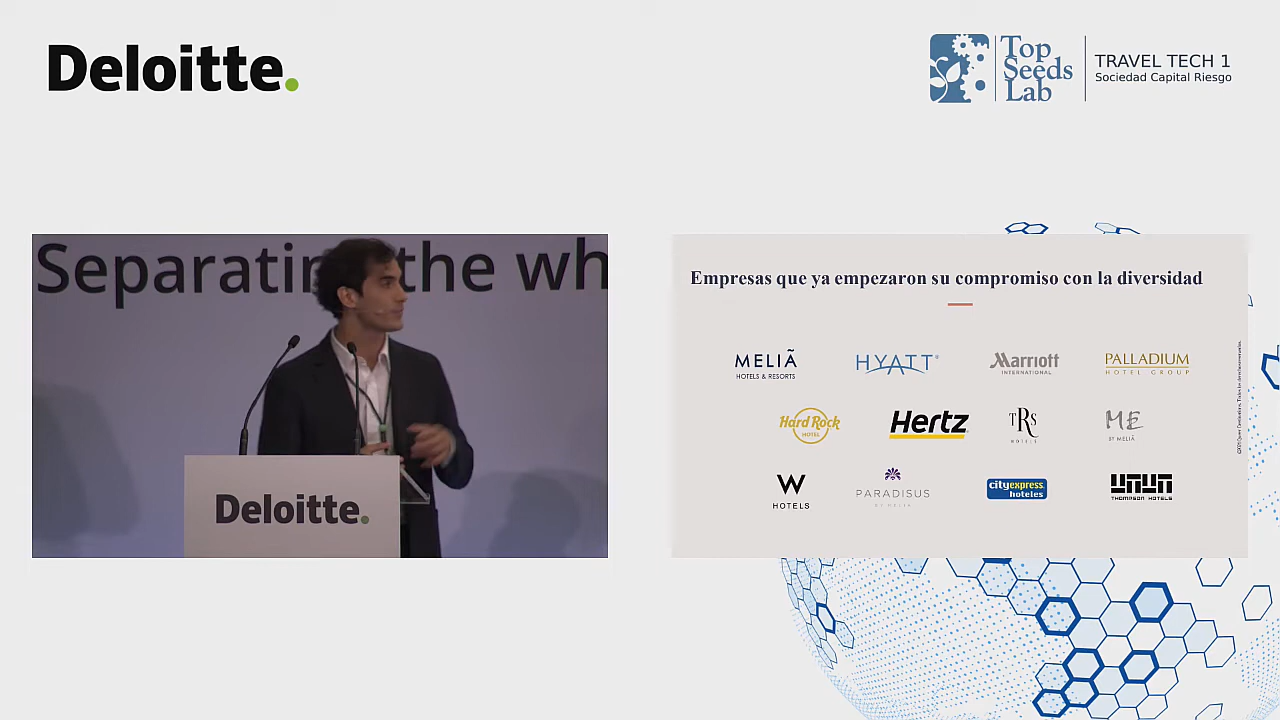 Deloitte.
Top
Seeds
Lab
TRAVEL TECH 1
Sociedad Capital Riesgo
Separatin the wh
Deloitte.
Empresas que ya empezaron su compromiso con la diversidad
MELIÃ
HOTELS & RESORTS
HYATT®
Marriott
INTERNATIONAL
PALLADIUM
HOTEL GROUP
Hard Rock
HOTEL
Hertz
TRS
HOTELS
ME
BY MELIÃ
W
HOTELS
PARADISUS
BY MELIÃ
cityexpress
hoteles
THOMPSON HOTELS